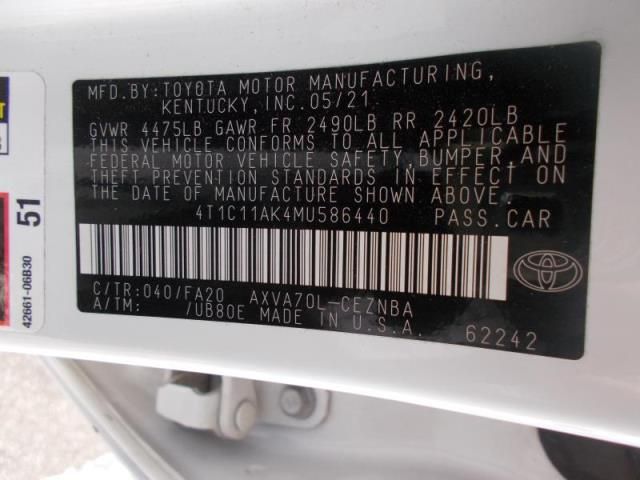 MFD.BY:TOYOTA MOTOR MANUFACTURING,
KENTUCKY, INC.05/21
GVWR 4475LB GAWR FR 2490LB RR 2420LB
THIS VEHICLE CONFORMS TO ALL APPLICABLE
FEDERAL MOTOR VEHICLE SAFETY, BUMPER, AND
THEFT PREVENTION STANDARDS IN EFFECT ON
THE DATE OF MANUFACTURE SHOWN ABOVE.
4T1C11AK4MU586440 PASS.CAR
C/TR:040/FA20 AXVA70L-CEZNBA
A/TM: /UB80E MADE IN U.S.A. 62242
51
42661-06B30